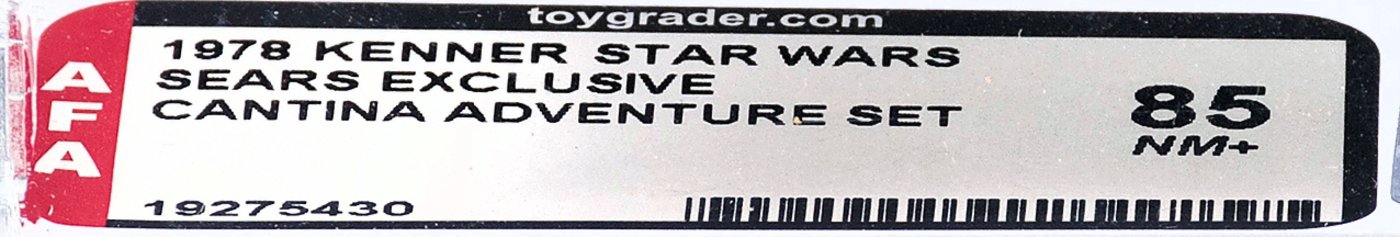 toygrader.com
AFA
1978 KENNER STAR WARS
SEARS EXCLUSIVE
CANTINA ADVENTURE SET
85
NM+
19275430